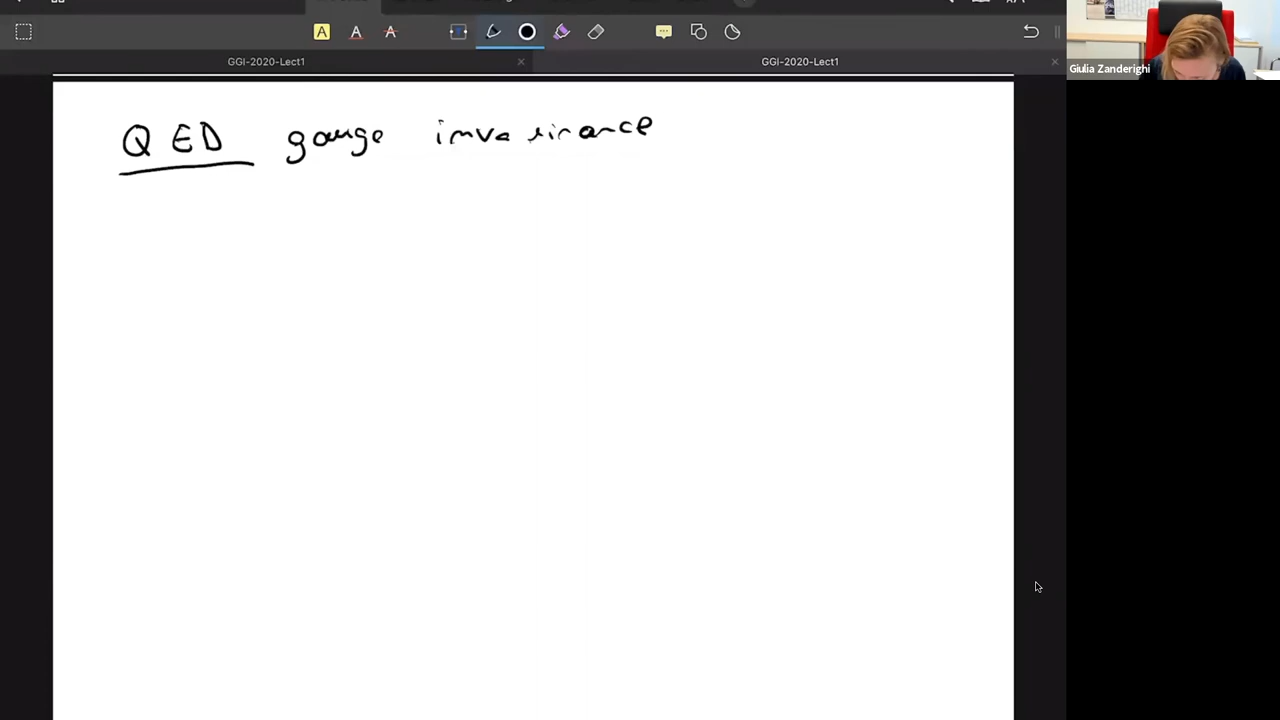 A A A
GGI-2020-Lect1 × GGI-2020-Lect1 ×
Giulia Zanderighi
QED gauge invariance